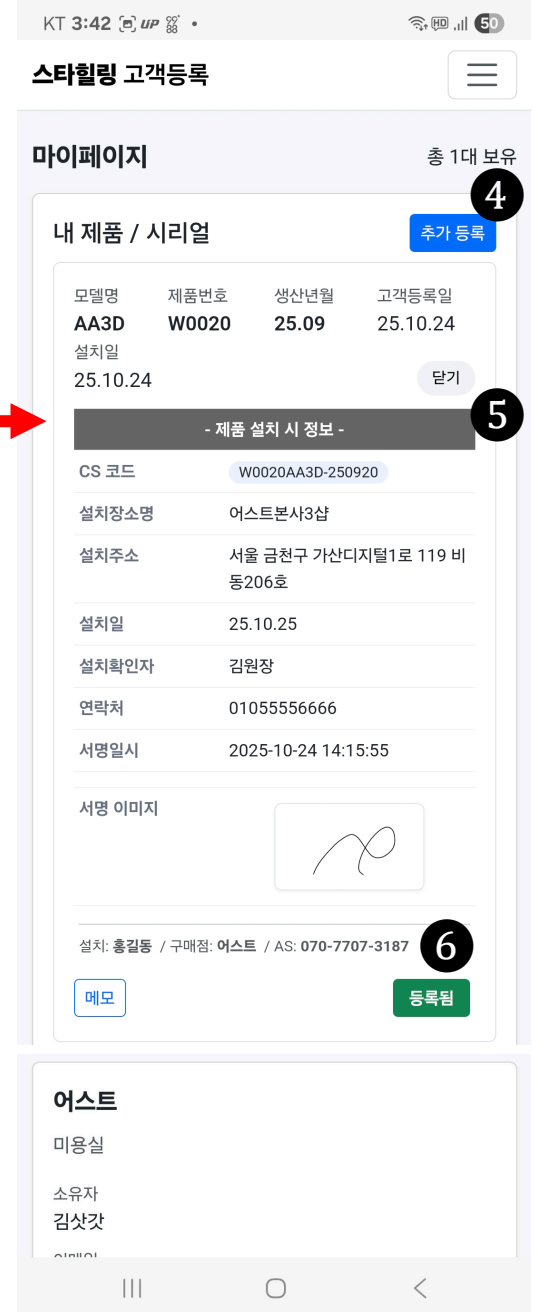 KT 3:42 UP 50
스타힐링 고객등록
마이페이지 총 1대 보유
4
내 제품 / 시리얼 추가 등록
모델명 제품번호 생산년월 고객등록일
AA3D W0020 25.09 25.10.24
설치일
25.10.24 닫기
5
- 제품 설치 시 정보 -
CS 코드 W0020AA3D-250920
설치장소명 어스트본사3샵
설치주소 서울 금천구 가산디지털1로 119 비
동206호
설치일 25.10.25
설치확인자 김원장
연락처 01055556666
서명일시 2025-10-24 14:15:55
서명 이미지
설치: 홍길동 / 구매점: 어스트 / AS: 070-7707-3187 6
메모 등록됨
어스트
미용실
소유자
김삿갓